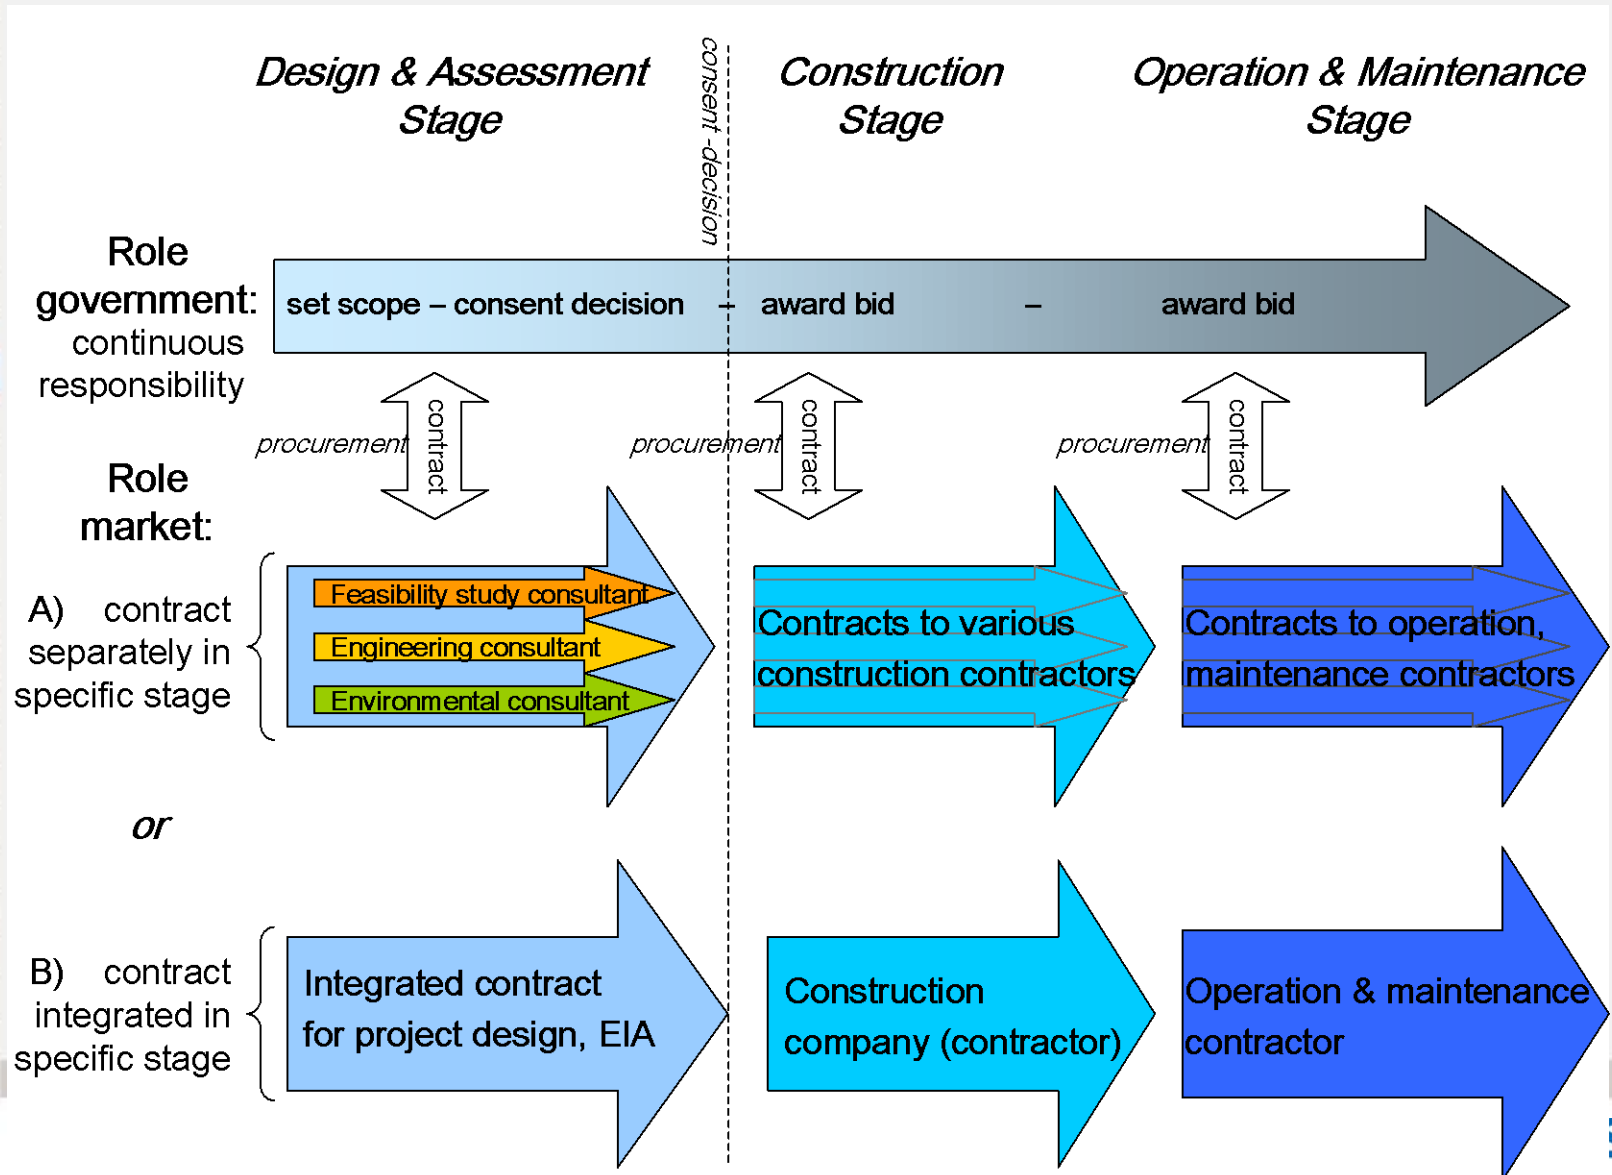 Design & Assessment
Stage
consent -decision
Construction
Stage
Operation & Maintenance
Stage
Role
government:
continuous
responsibility
set scope – consent decision – award bid – award bid
procurement
contract
procurement
contract
procurement
contract
Role
market:
A) contract
separately in
specific stage
Feasibility study consultant
Engineering consultant
Environmental consultant
Contracts to various
construction contractors
Contracts to operation,
maintenance contractors
or
B) contract
integrated in
specific stage
Integrated contract
for project design, EIA
Construction
company (contractor)
Operation & maintenance
contractor